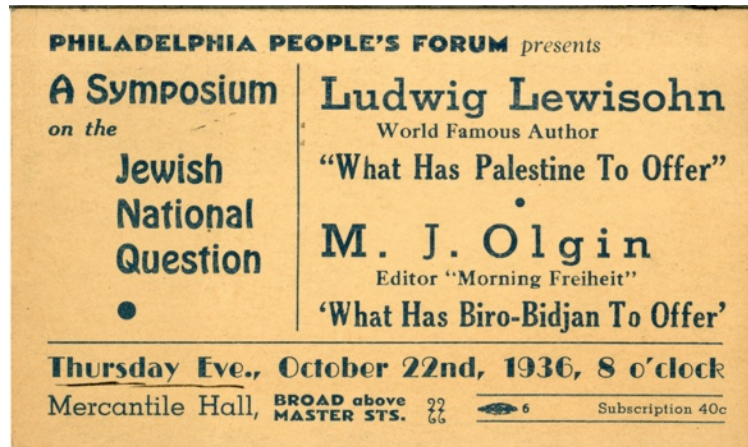 PHILADELPHIA PEOPLE'S FORUM presents
A Symposium
on the
Jewish
National
Question
Ludwig Lewisohn
World Famous Author
"What Has Palestine To Offer"
M. J. Olgin
Editor "Morning Freiheit"
'What Has Biro-Bidjan To Offer'
Thursday Eve., October 22nd, 1936, 8 o'clock
Mercantile Hall, BROAD above
MASTER STS.
6 Subscription 40c